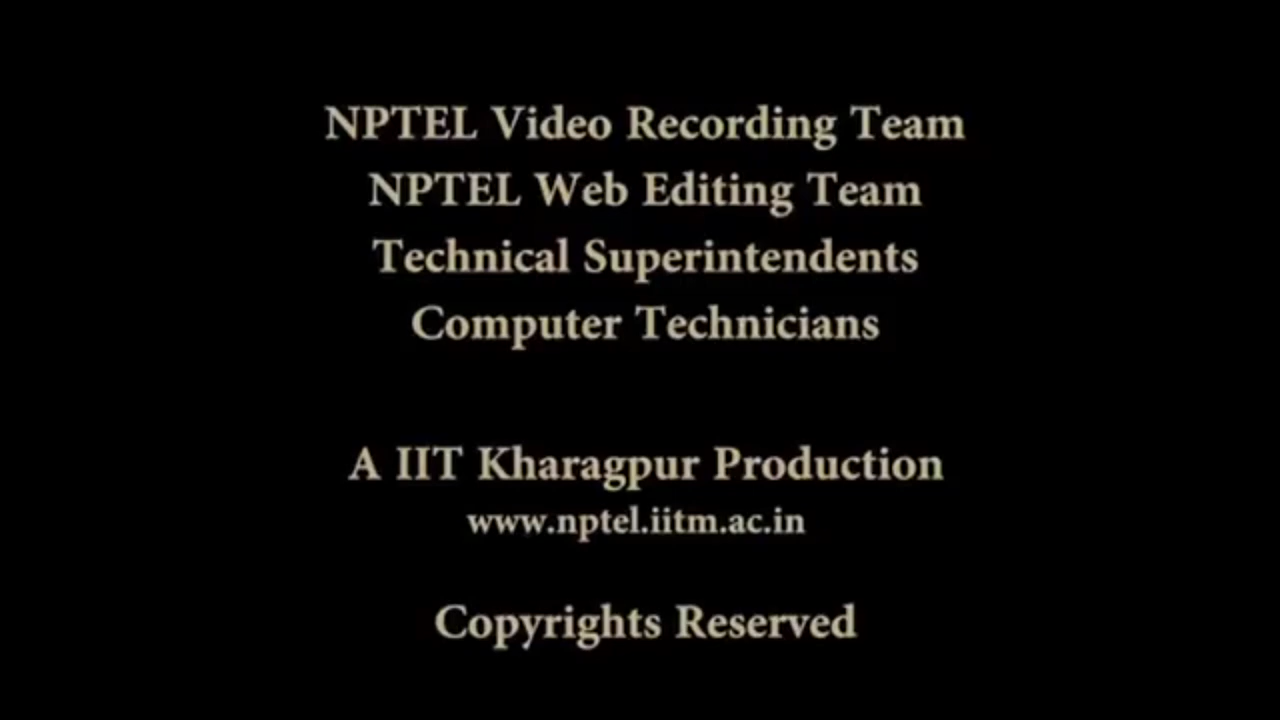 NPTEL Video Recording Team
NPTEL Web Editing Team
Technical Superintendents
Computer Technicians
A IIT Kharagpur Production
www.nptel.iitm.ac.in
Copyrights Reserved